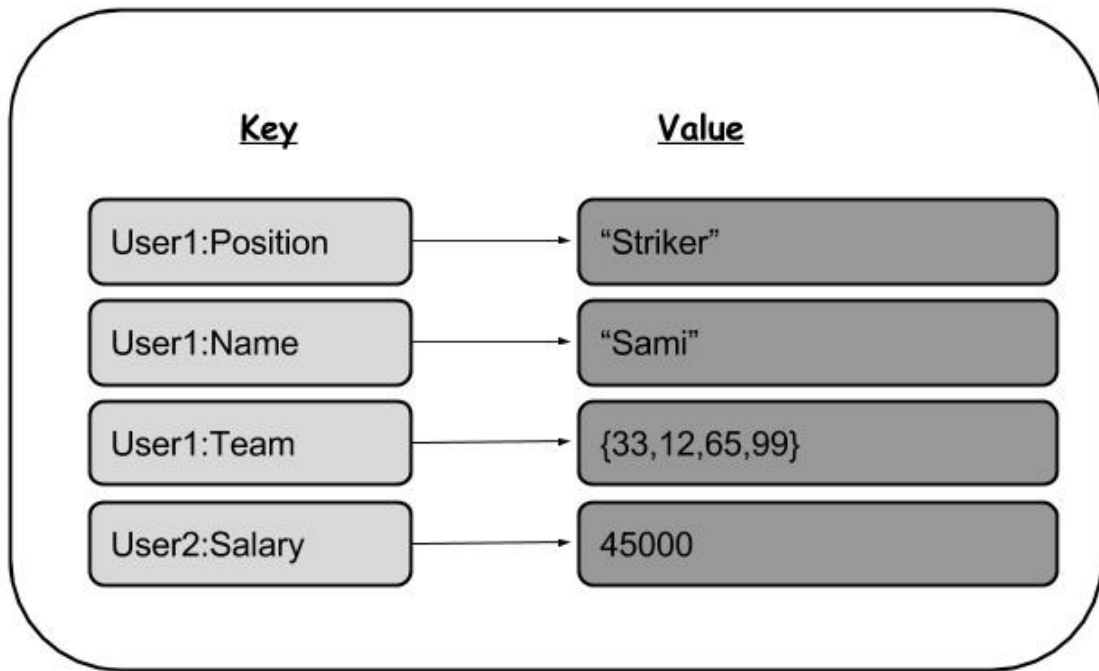 Key Value
User1:Position “Striker”
User1:Name “Sami”
User1:Team {33,12,65,99}
User2:Salary 45000